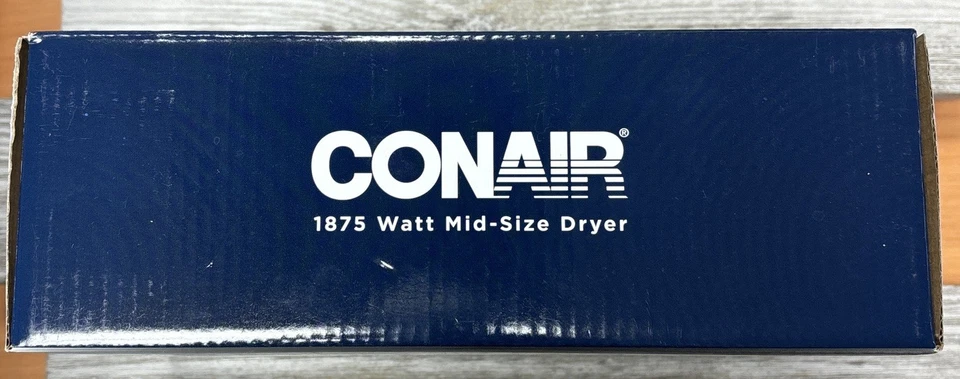 CONAIR®
1875 Watt Mid-Size Dryer